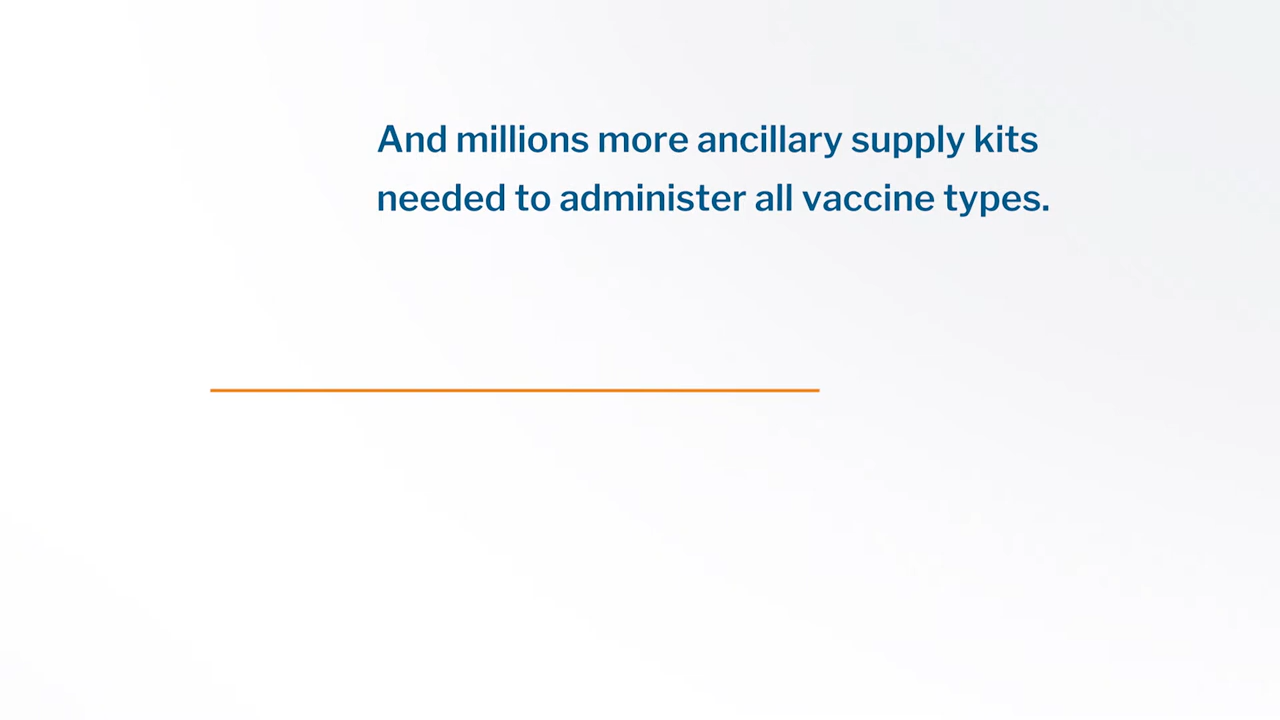 And millions more ancillary supply kits
needed to administer all vaccine types.